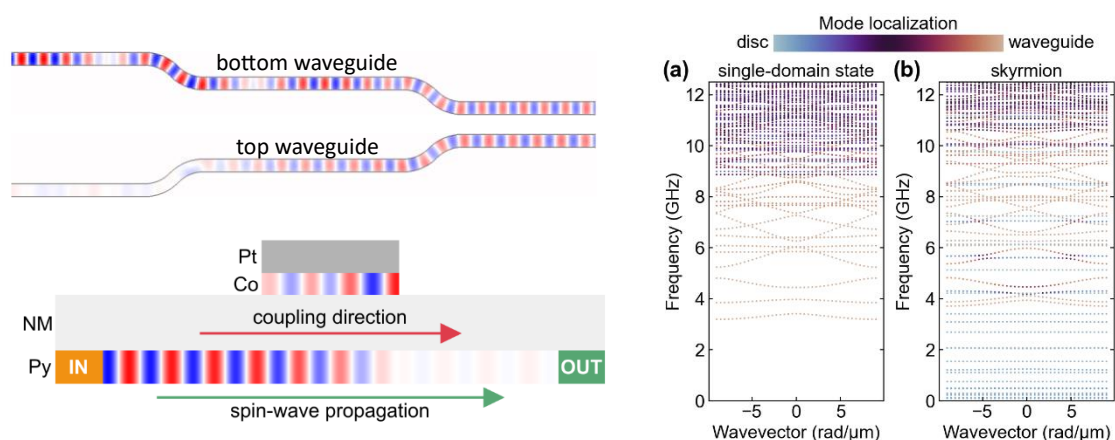 bottom waveguide
top waveguide
Pt
Co
NM
coupling direction
Py
IN
OUT
spin-wave propagation
Mode localization
disc
waveguide
(a) single-domain state
(b) skyrmion
12
10
8
6
4
2
0
Frequency (GHz)
−5 0 5
Wavevector (rad/μm)
12
10
8
6
4
2
0
Frequency (GHz)
−5 0 5
Wavevector (rad/μm)